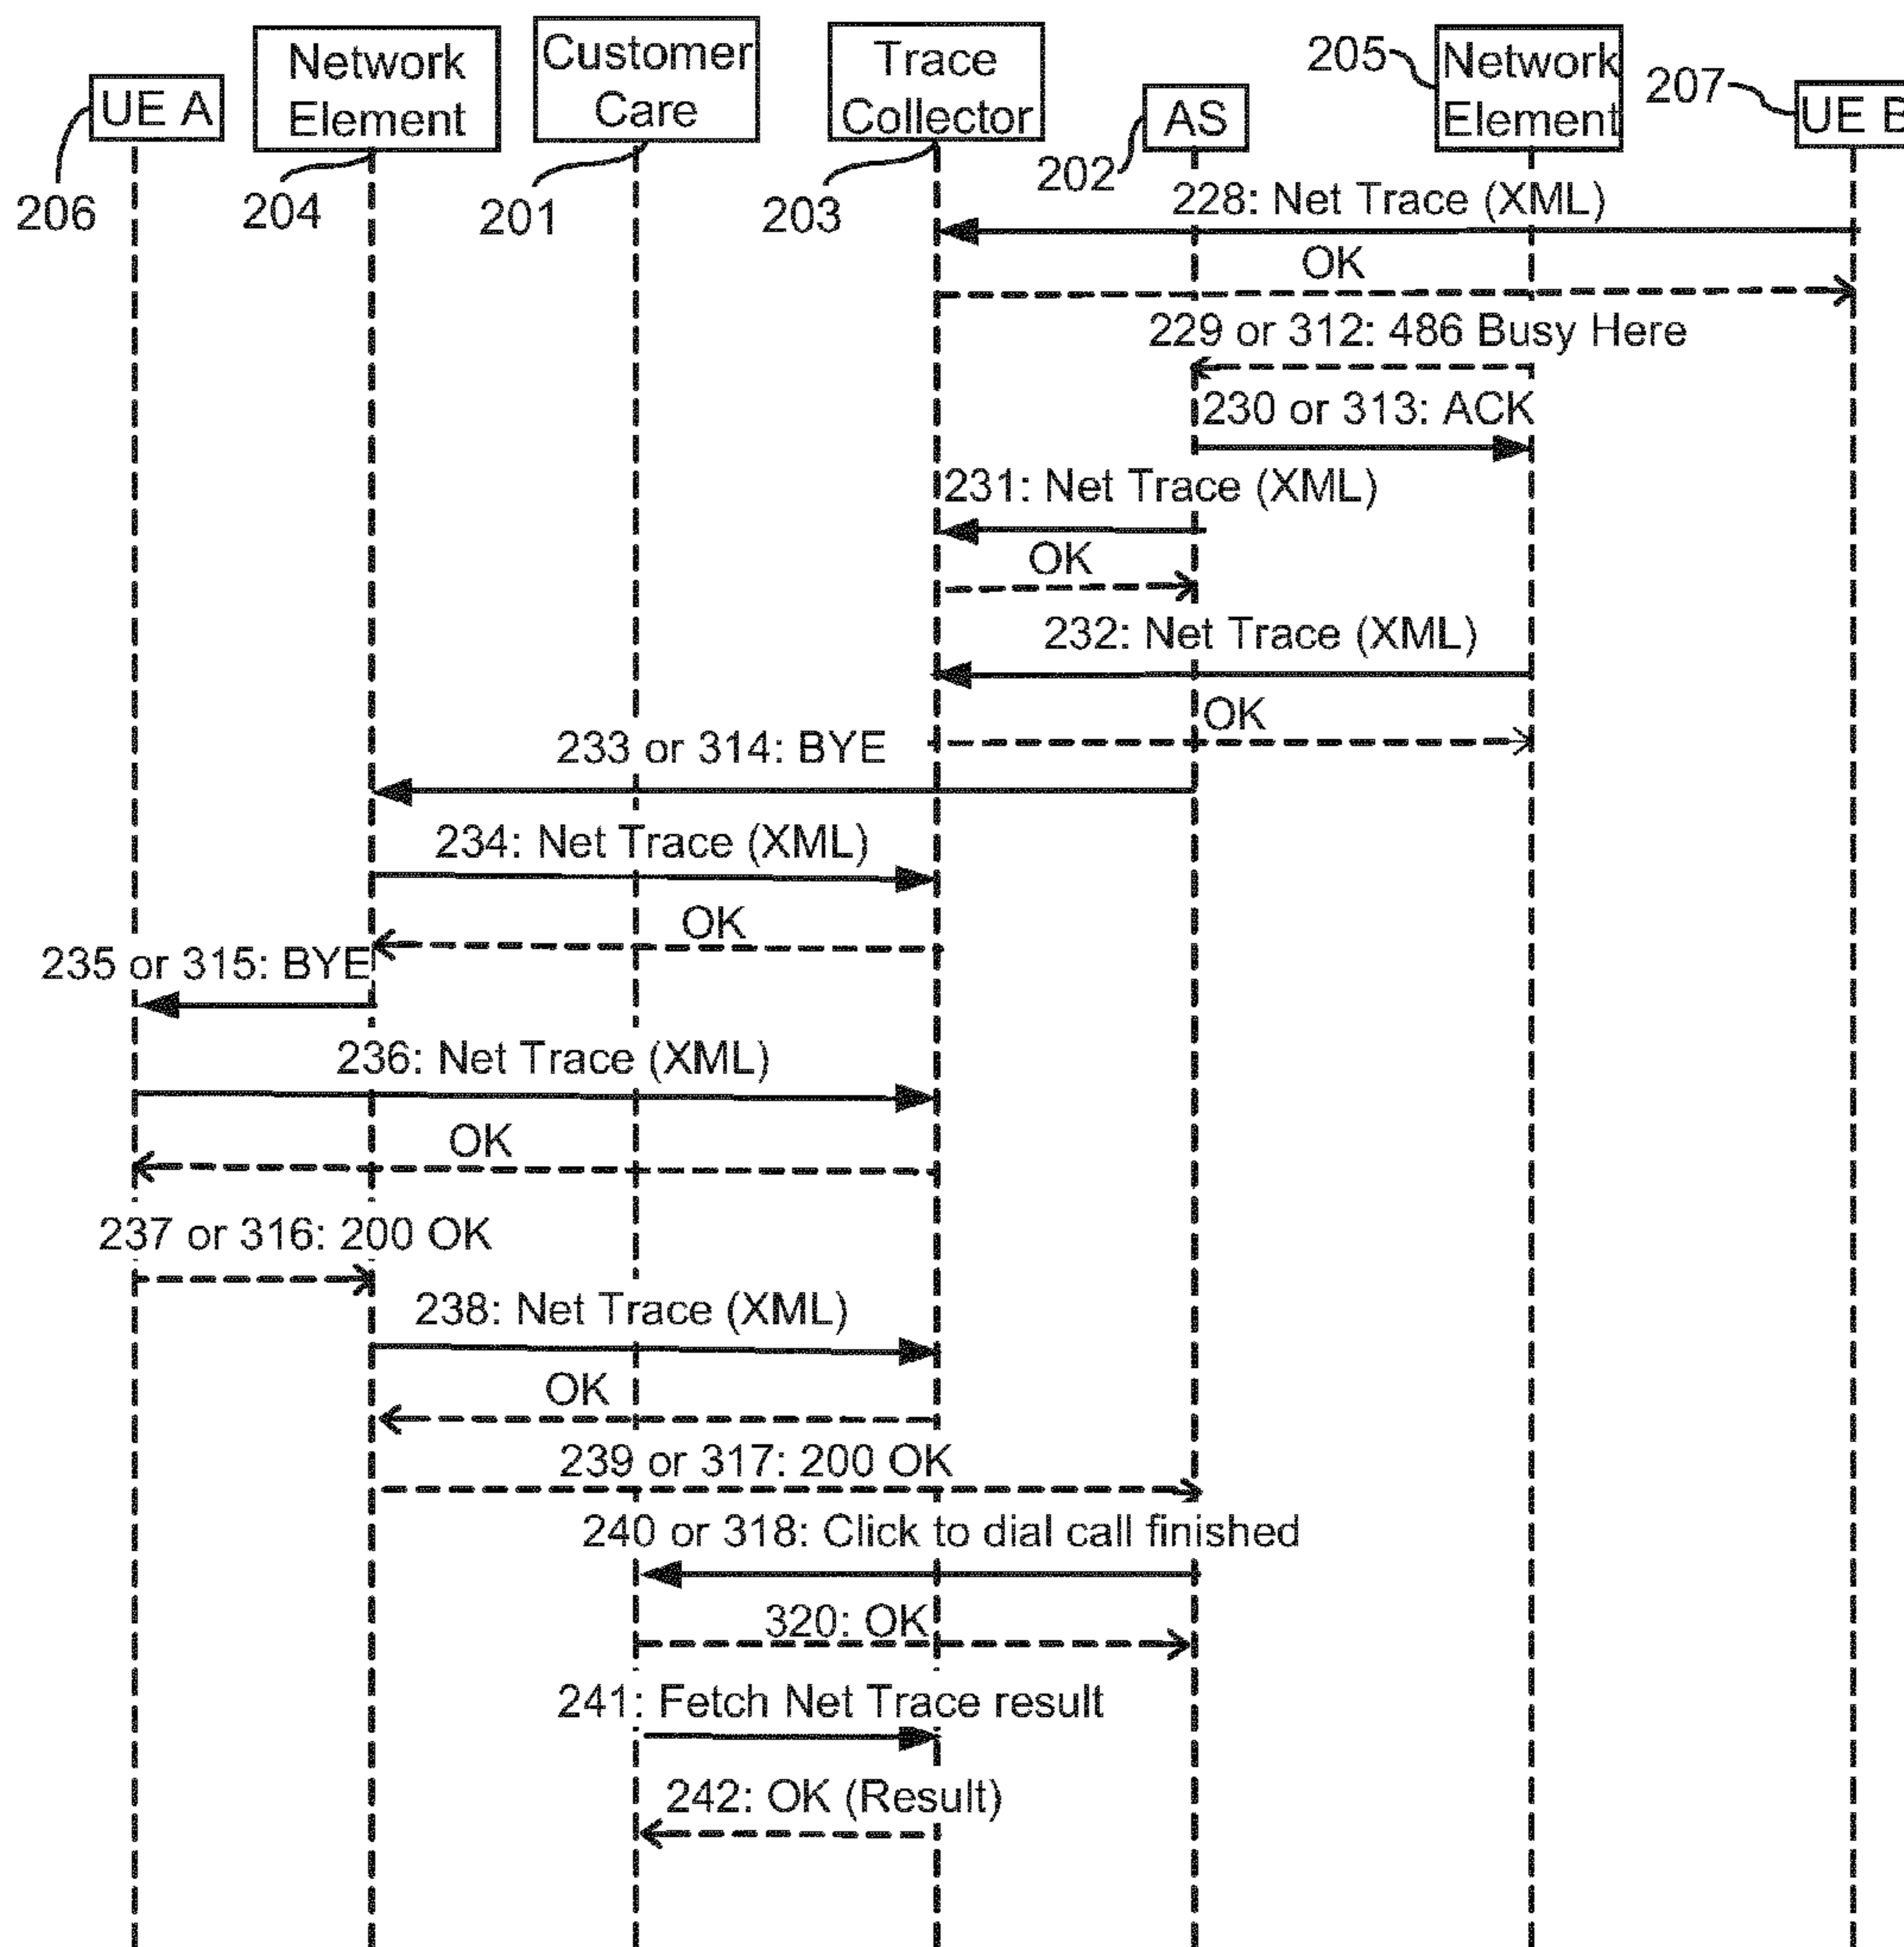 UE A
Network
Element
Customer
Care
Trace
Collector
AS
205
Network
Element
207
UE B
206
204
201
203
202
228: Net Trace (XML)
OK
229 or 312: 486 Busy Here
230 or 313: ACK
231: Net Trace (XML)
OK
232: Net Trace (XML)
OK
233 or 314: BYE
234: Net Trace (XML)
OK
235 or 315: BYE
236: Net Trace (XML)
OK
237 or 316: 200 OK
238: Net Trace (XML)
OK
239 or 317: 200 OK
240 or 318: Click to dial call finished
320: OK
241: Fetch Net Trace result
242: OK (Result)